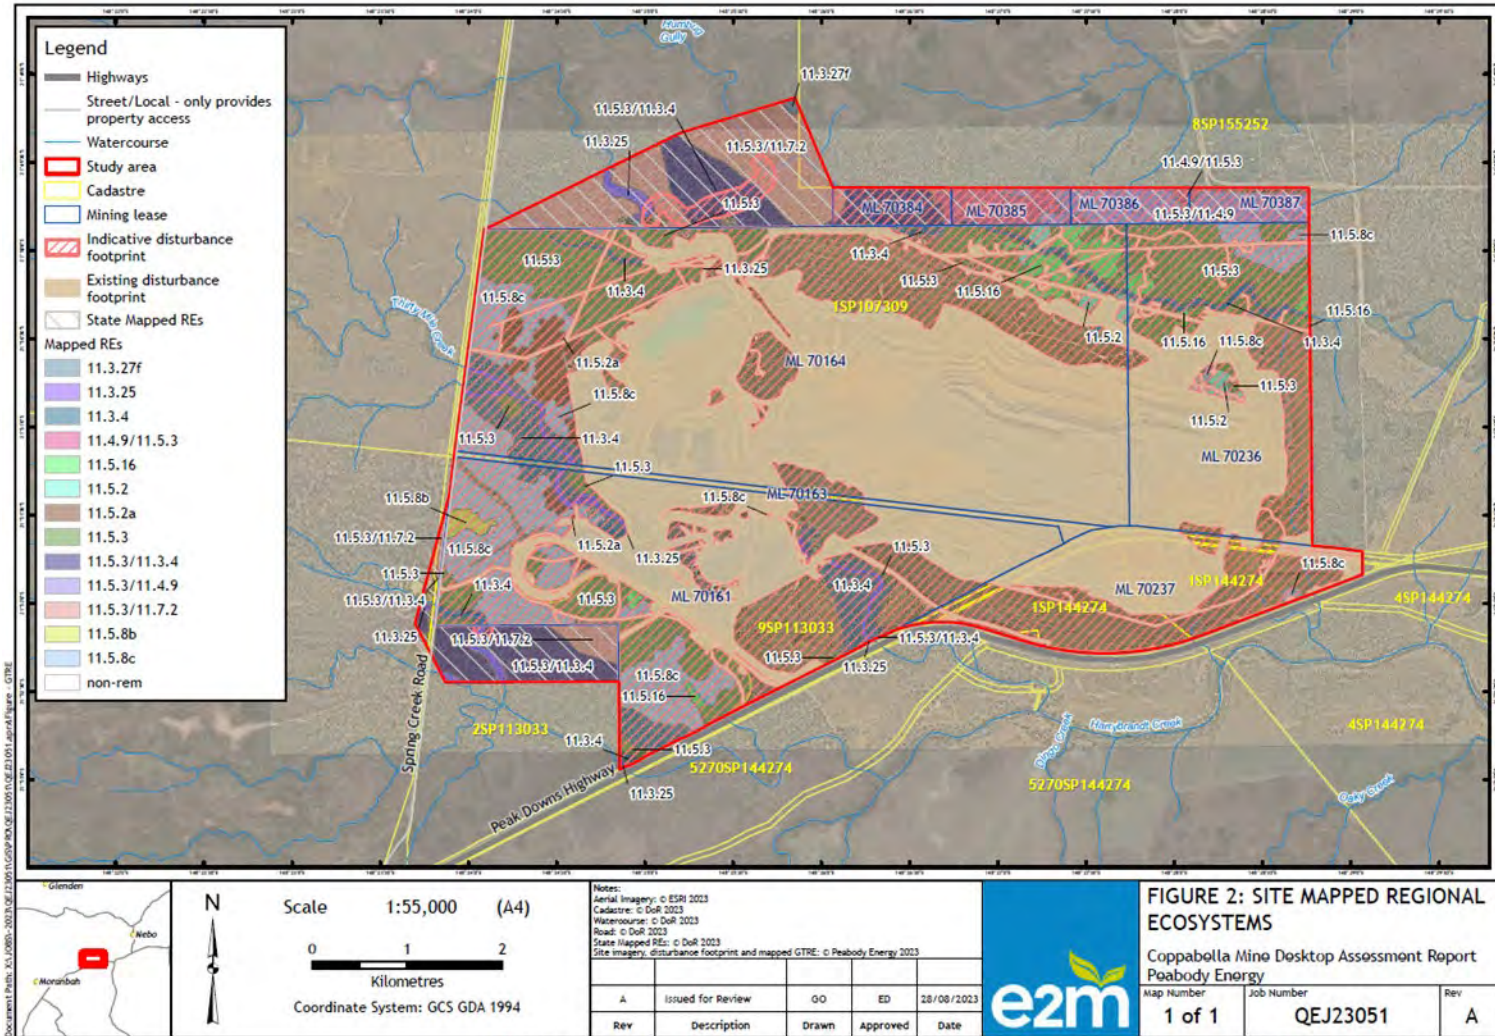 Legend
Highways
Street/Local - only provides
property access
Watercourse
Study area
Cadastre
Mining lease
Indicative disturbance
footprint
Existing disturbance
footprint
State Mapped REs
Mapped REs
11.3.27f
11.3.25
11.3.4
11.4.9/11.5.3
11.5.16
11.5.2
11.5.2a
11.5.3
11.5.3/11.3.4
11.5.3/11.4.9
11.5.3/11.7.2
11.5.8b
11.5.8c
non-rem
Humbug
Gully
11.3.27f
11.5.3/11.3.4
8SP155252
11.3.25
11.5.3/11.7.2
11.4.9/11.5.3
11.5.3
ML 70384
ML 70385
ML 70386
ML 70387
11.5.3/11.4.9
11.5.8c
11.5.3
11.3.4
11.3.25
11.3.4
11.5.3
11.5.16
11.5.3
11.5.8c
1SP107309
11.5.16
Thirty Mile Creek
11.5.2
11.5.16
11.5.8c
11.3.4
11.5.2a
ML 70164
11.5.3
11.5.8c
11.5.2
11.5.3
11.3.4
ML 70236
11.5.3
11.5.8b
11.5.8c
ML 70163
11.5.3/11.7.2
11.5.8c
11.5.2a
11.3.25
11.5.3
11.5.3
11.3.4
11.3.4
11.5.8c
11.5.3/11.3.4
11.5.3
ML 70161
ML 70237
1SP144274
1SP144274
4SP144274
11.3.25
11.5.3/11.7.2
9SP113033
11.5.3/11.3.4
11.5.3/11.3.4
11.5.3
11.3.25
11.5.8c
11.5.16
Spring Creek Road
2SP113033
Dingo Creek
Harrybrandt Creek
4SP144274
11.3.4
11.5.3
5270SP144274
5270SP144274
Oaky Creek
Peak Downs Highway
11.3.25
Glenden
Nebo
Moranbah
N
Scale 1:55,000 (A4)
0 1 2
Kilometres
Coordinate System: GCS GDA 1994
Notes:
Aerial Imagery: © ESRI 2023
Cadastre: © DoR 2023
Watercourse: © DoR 2023
Road: © DoR 2023
State Mapped REs: © DoR 2023
Site imagery, disturbance footprint and mapped GTRE: © Peabody Energy 2023
A Issued for Review GO ED 28/08/2023
Rev Description Drawn Approved Date
e2m
FIGURE 2: SITE MAPPED REGIONAL
ECOSYSTEMS
Coppabella Mine Desktop Assessment Report
Peabody Energy
Map Number Job Number Rev
1 of 1 QEJ23051 A